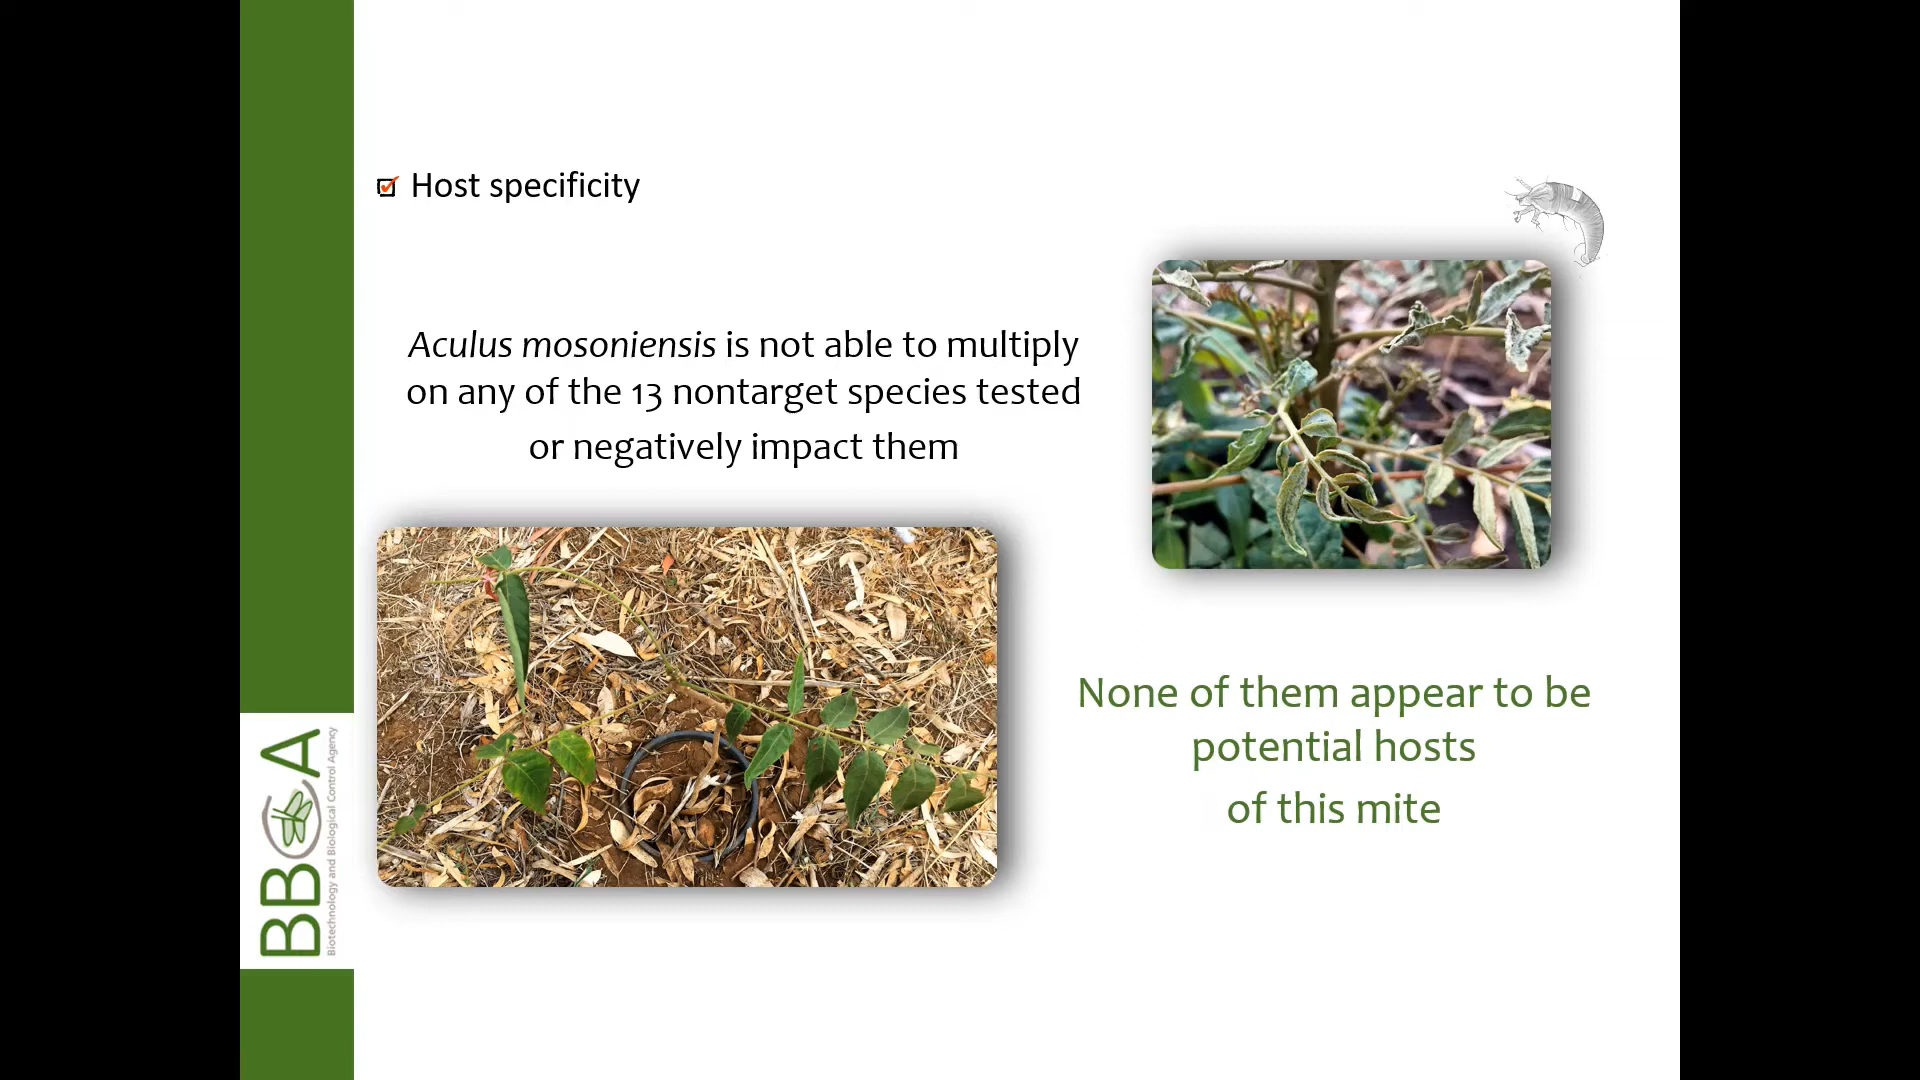 Host specificity
Aculus mosoniensis is not able to multiply
on any of the 13 nontarget species tested
or negatively impact them
None of them appear to be
potential hosts
of this mite
BBCA
Biotechnology and Biological Control Agency